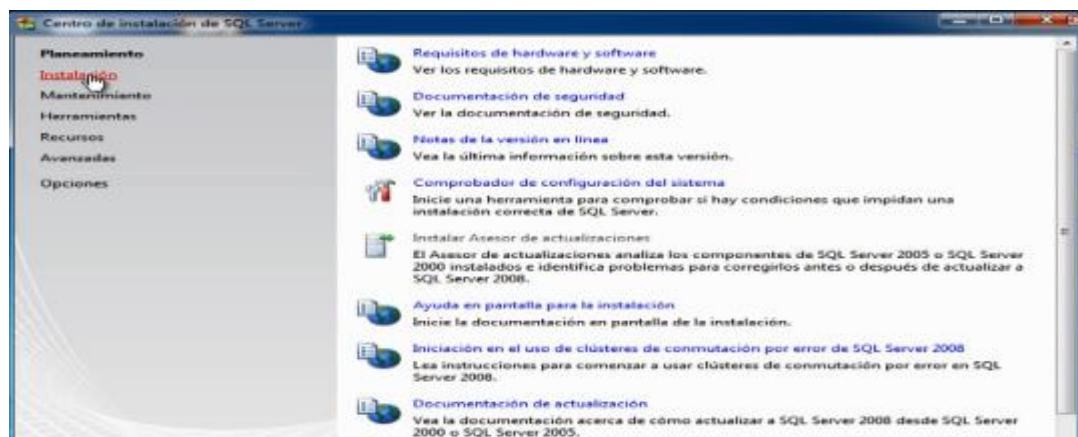 Centro de instalación de SQL Server
Planeamiento
Instalación
Mantenimiento
Herramientas
Recursos
Avanzadas
Opciones
Requisitos de hardware y software
Ver los requisitos de hardware y software.
Documentación de seguridad
Ver la documentación de seguridad.
Notas de la versión en línea
Vea la última información sobre esta versión.
Comprobador de configuración del sistema
Inicie una herramienta para comprobar si hay condiciones que impidan una
instalación correcta de SQL Server.
Instalar Asesor de actualizaciones
El Asesor de actualizaciones analiza los componentes de SQL Server 2005 o SQL Server
2000 instalados e identifica problemas para corregirlos antes o después de actualizar a
SQL Server 2008.
Ayuda en pantalla para la instalación
Inicie la documentación en pantalla de la instalación.
Iniciación en el uso de clústeres de conmutación por error de SQL Server 2008
Lea instrucciones para comenzar a usar clústeres de conmutación por error en SQL
Server 2008.
Documentación de actualización
Vea la documentación acerca de cómo actualizar a SQL Server 2008 desde SQL Server
2000 o SQL Server 2005.